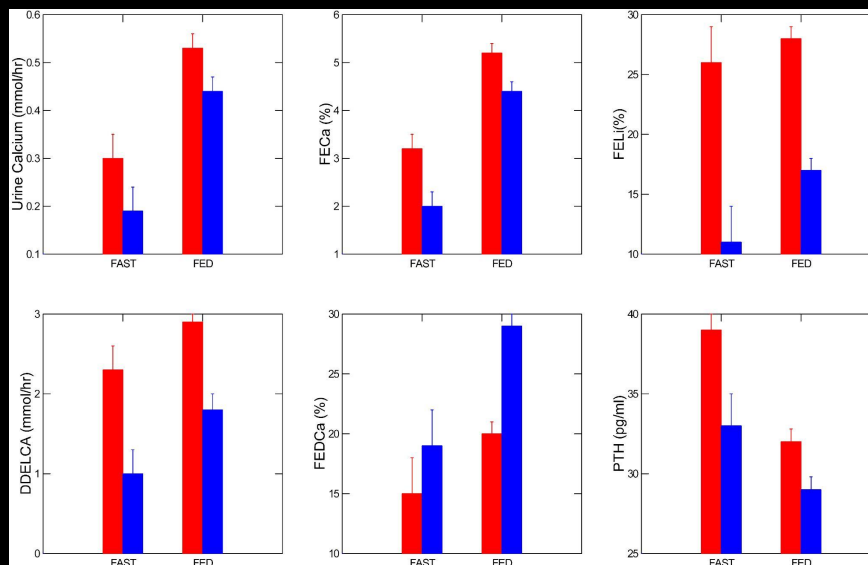 Urine Calcium (mmol/hr)
0.6
0.5
0.4
0.3
0.2
0.1
FAST
FED
FECa (%)
6
5
4
3
2
1
FAST
FED
FELi(%)
30
25
20
15
10
FAST
FED
DDELCA (mmol/hr)
3
2
1
0
FAST
FED
FEDCa (%)
30
25
20
15
10
FAST
FED
PTH (pg/ml)
40
35
30
25
FAST
FED